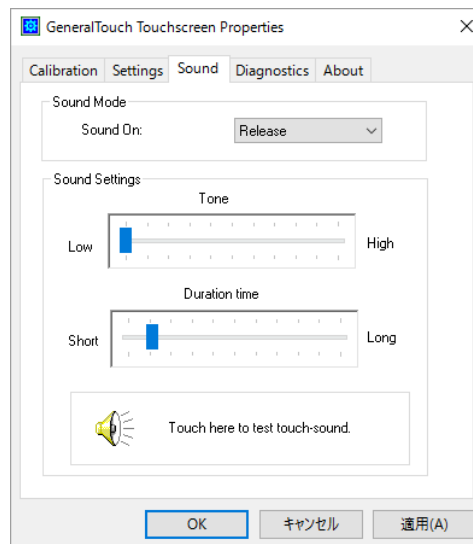 GeneralTouch Touchscreen Properties
Calibration Settings Sound Diagnostics About
Sound Mode
Sound On: Release
Sound Settings
Tone
Low High
Duration time
Short Long
Touch here to test touch-sound.
OK キャンセル 適用(A)